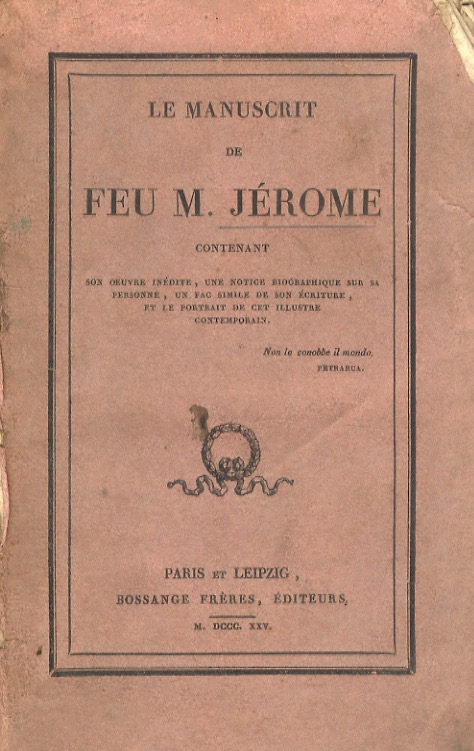 LE MANUSCRIT
DE
FEU M. JÉROME
CONTENANT
SON OEUVRE INÉDITE, UNE NOTICE BIOGRAPHIQUE SUR SA
PERSONNE, UN FAC SIMILE DE SON ÉCRITURE,
ET LE PORTRAIT DE CET ILLUSTRE
CONTEMPORAIN.
Non la conobbe il mondo.
PETRARCA.
PARIS ET LEIPZIG,
BOSSANGE FRÈRES, ÉDITEURS,
M. DCCC. XXV.